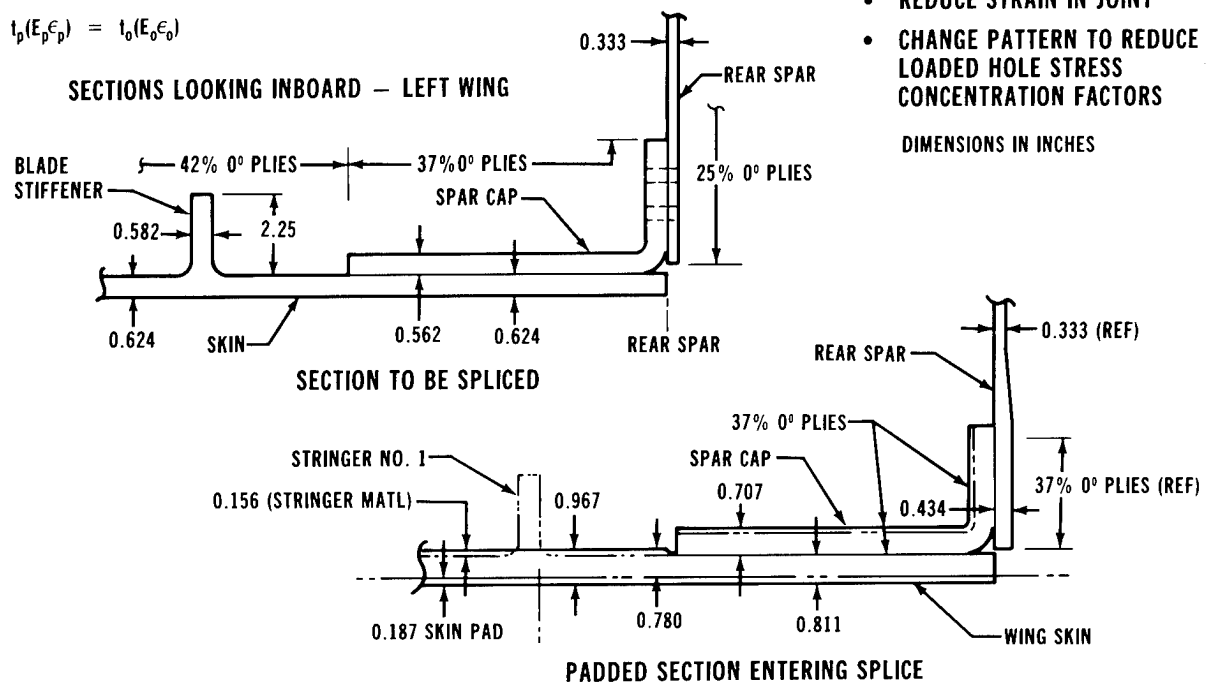 t_p(E_pϵ_p) = t_o(E_oϵ_o)
• REDUCE STRAIN IN JOINT
• CHANGE PATTERN TO REDUCE
LOADED HOLE STRESS
CONCENTRATION FACTORS
DIMENSIONS IN INCHES
SECTIONS LOOKING INBOARD – LEFT WING
0.333
REAR SPAR
42% 0° PLIES
37% 0° PLIES
25% 0° PLIES
BLADE
STIFFENER
SPAR CAP
0.582
2.25
0.624
SKIN
0.562
0.624
REAR SPAR
SECTION TO BE SPLICED
0.333 (REF)
REAR SPAR
37% 0° PLIES
STRINGER NO. 1
SPAR CAP
37% 0° PLIES (REF)
0.156 (STRINGER MATL)
0.967
0.707
0.434
0.187 SKIN PAD
0.780
0.811
WING SKIN
PADDED SECTION ENTERING SPLICE